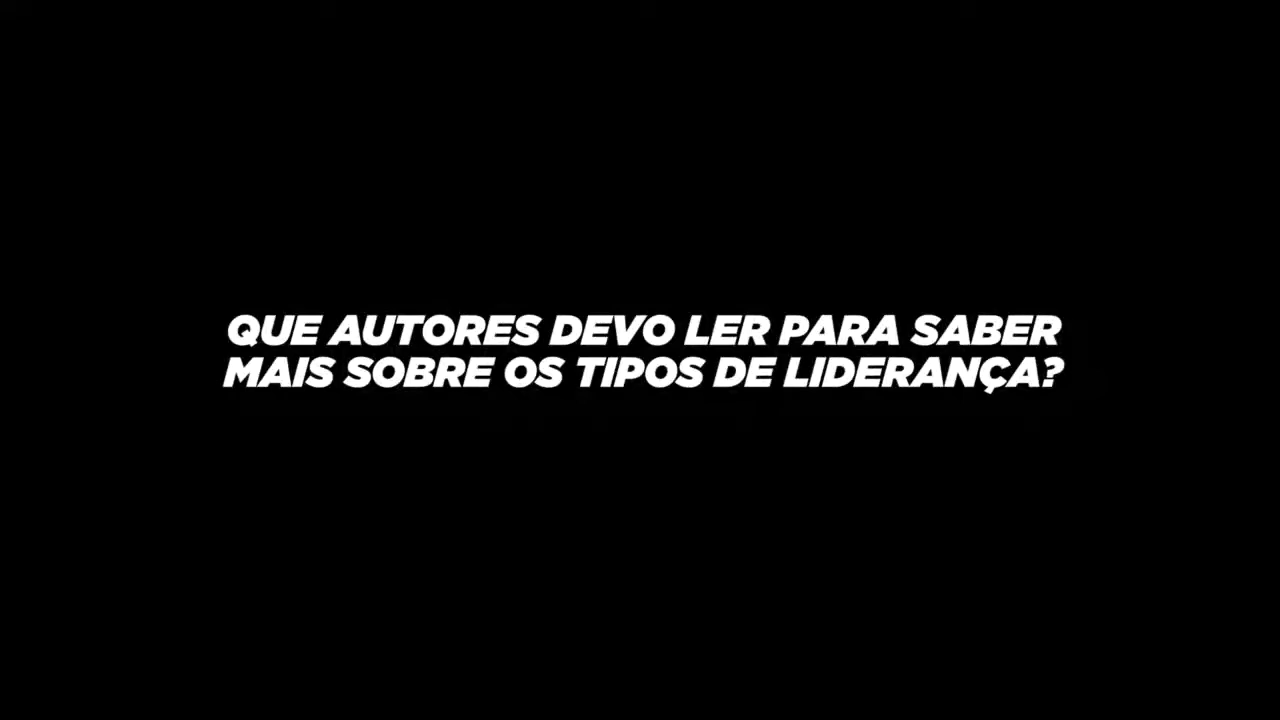 QUE AUTORES DEVO LER PARA SABER
MAIS SOBRE OS TIPOS DE LIDERANÇA?